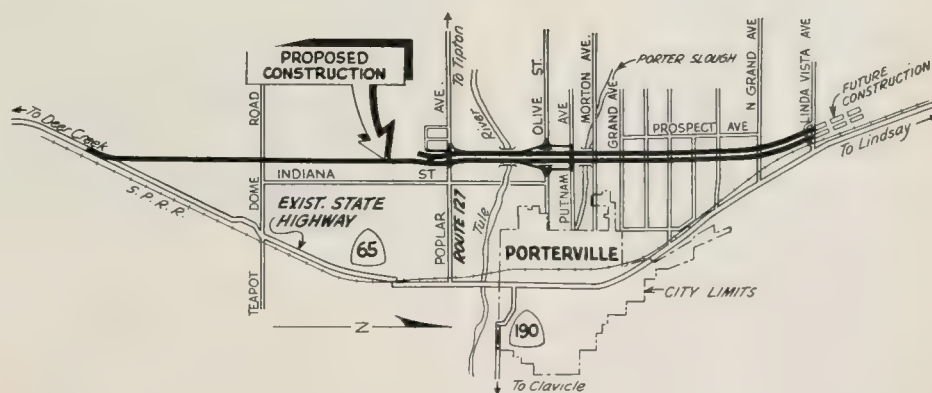 PROPOSED
CONSTRUCTION
To Tipton
PORTER SLOUGH
FUTURE
CONSTRUCTION
To Deer Creek
ROAD
AVE.
River
OLIVE ST.
AVE
MORTON AVE.
GRAND AVE
N GRAND AVE
LINDA VISTA AVE
PROSPECT AVE
To Lindsay
INDIANA ST
S.P.R.R.
DOME
EXIST. STATE
HIGHWAY
65
POPLAR
ROUTE 127
Tule
PUTNAM
PORTERVILLE
TEAPOT
CITY LIMITS
N
190
To Clavicle